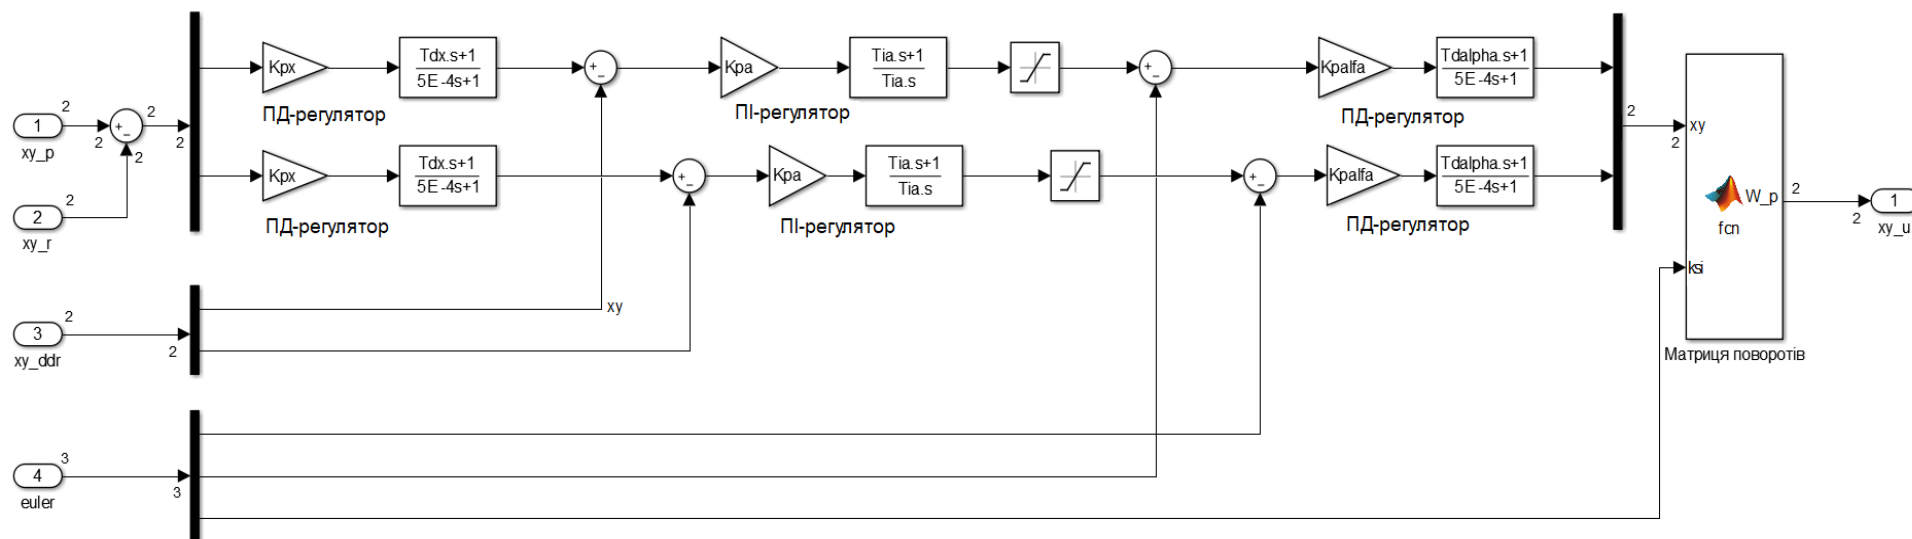 2
1
2
xy_p
2
2
2
xy_r
2
2
Kpx
Tdx.s+1
5E-4s+1
ПД-регулятор
+
-
Kpa
Tia.s+1
Tia.s
ПІ-регулятор
+
-
Kpalfa
Tdalpha.s+1
5E-4s+1
ПД-регулятор
+
-
Kpx
Tdx.s+1
5E-4s+1
ПД-регулятор
+
-
Kpa
Tia.s+1
Tia.s
ПІ-регулятор
+
-
Kpalfa
Tdalpha.s+1
5E-4s+1
ПД-регулятор
2
2
xy
W_p
fcn
ksi
Матриця поворотів
2
2
1
xy_u
2
3
2
xy_ddr
xy
3
4
3
euler